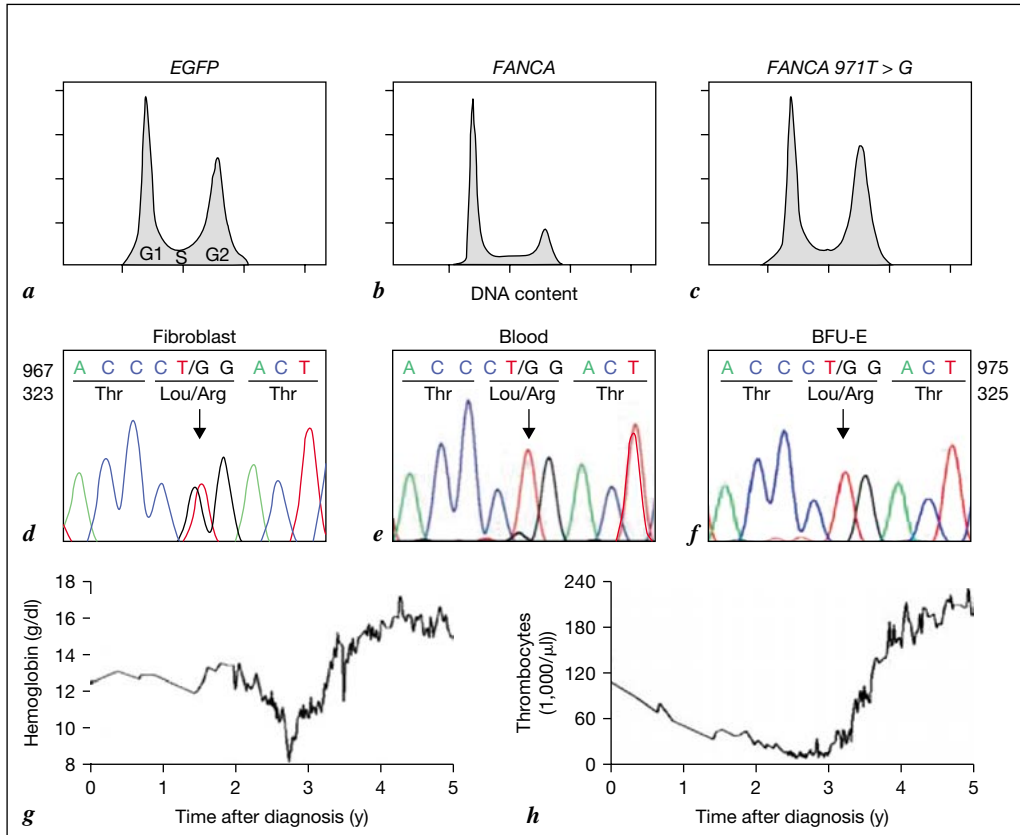 EGFP
FANCA
FANCA 971T > G
G1 S G2
a
b
c
DNA content
Fibroblast
Blood
BFU-E
967 A C C C T/G G A C T
323 Thr Lou/Arg Thr
A C C C T/G G A C T
Thr Lou/Arg Thr
A C C C T/G G A C T 975
Thr Lou/Arg Thr 325
d
e
f
Hemoglobin (g/dl)
18
16
14
12
10
8
0 1 2 3 4 5
Time after diagnosis (y)
g
Thrombocytes
(1,000/μl)
240
180
120
60
0
0 1 2 3 4 5
Time after diagnosis (y)
h